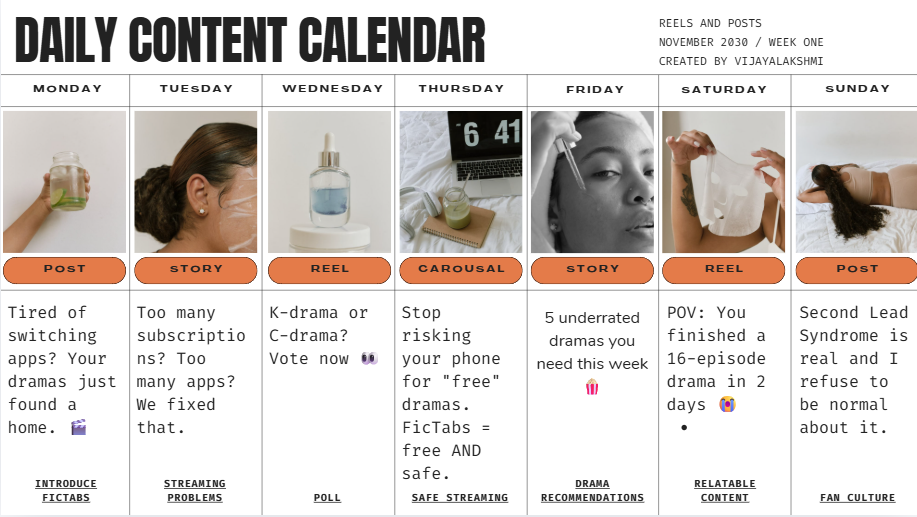 DAILY CONTENT CALENDAR
REELS AND POSTS
NOVEMBER 2030 / WEEK ONE
CREATED BY VIJAYALAKSHMI
MONDAY
TUESDAY
WEDNESDAY
THURSDAY
FRIDAY
SATURDAY
SUNDAY
6 41
POST
STORY
REEL
CAROUSAL
STORY
REEL
POST
Tired of
switching
apps? Your
dramas just
found a
home. 🎬
Too many
subscriptio
ns? Too
many apps?
We fixed
that.
K-drama or
C-drama?
Vote now 👀
Stop
risking
your phone
for "free"
dramas.
FicTabs =
free AND
safe.
5 underrated
dramas you
need this week
🍿
POV: You
finished a
16-episode
drama in 2
days 😭
•
Second Lead
Syndrome is
real and I
refuse to
be normal
about it.
INTRODUCE
FICTABS
STREAMING
PROBLEMS
POLL
SAFE STREAMING
DRAMA
RECOMMENDATIONS
RELATABLE
CONTENT
FAN CULTURE